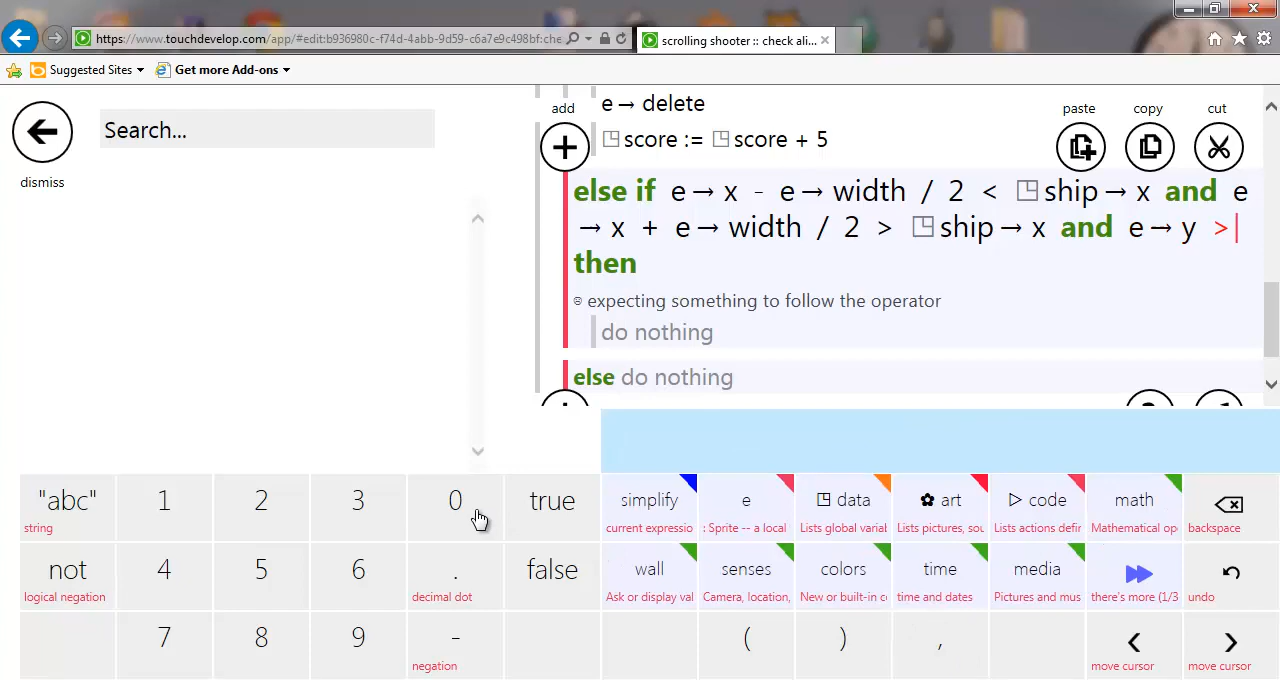 https://www.touchdevelop.com/app/#edit:b936980c-f74d-4abb-9d59-c6a7e9c498bf:che
scrolling shooter :: check ali...
Suggested Sites
Get more Add-ons
Search...
dismiss
add
paste
copy
cut
e → delete
score := score + 5
else if e → x - e → width / 2 < ship → x and e
→ x + e → width / 2 > ship → x and e → y >
then
expecting something to follow the operator
do nothing
else do nothing
"abc" 1 2 3 0 true simplify e data art code math
string current expressio : Sprite -- a local Lists global variab Lists pictures, sou Lists actions defir Mathematical op backspace
not 4 5 6 . false wall senses colors time media
logical negation decimal dot Ask or display val Camera, location, New or built-in co time and dates Pictures and mus there's more (1/3 undo
7 8 9 - ( ) , < >
negation move cursor move cursor